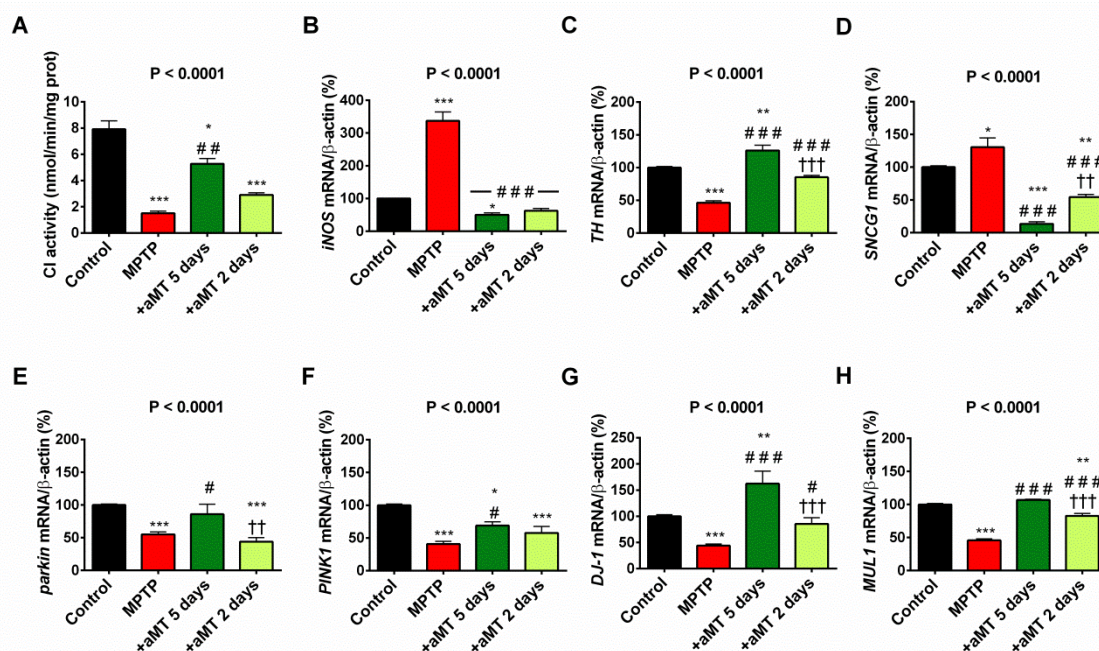 A
P < 0.0001
CI activity (nmol/min/mg prot)
10
8
6
4
2
0
***
*
##
***
Control
MPTP
+aMT 5 days
+aMT 2 days
B
P < 0.0001
iNOS mRNA/β-actin (%)
400
300
200
100
0
***
###
*
Control
MPTP
+aMT 5 days
+aMT 2 days
C
P < 0.0001
TH mRNA/β-actin (%)
200
150
100
50
0
***
**
###
###
†††
Control
MPTP
+aMT 5 days
+aMT 2 days
D
P < 0.0001
SNCG1 mRNA/β-actin (%)
200
150
100
50
0
*
***
###
**
###
††
Control
MPTP
+aMT 5 days
+aMT 2 days
E
P < 0.0001
parkin mRNA/β-actin (%)
200
150
100
50
0
***
#
***
††
Control
MPTP
+aMT 5 days
+aMT 2 days
F
P < 0.0001
PINK1 mRNA/β-actin (%)
200
150
100
50
0
***
*
#
***
Control
MPTP
+aMT 5 days
+aMT 2 days
G
P < 0.0001
DJ-1 mRNA/β-actin (%)
250
200
150
100
50
0
***
**
###
#
†††
Control
MPTP
+aMT 5 days
+aMT 2 days
H
P < 0.0001
MUL1 mRNA/β-actin (%)
200
150
100
50
0
***
###
**
###
†††
Control
MPTP
+aMT 5 days
+aMT 2 days